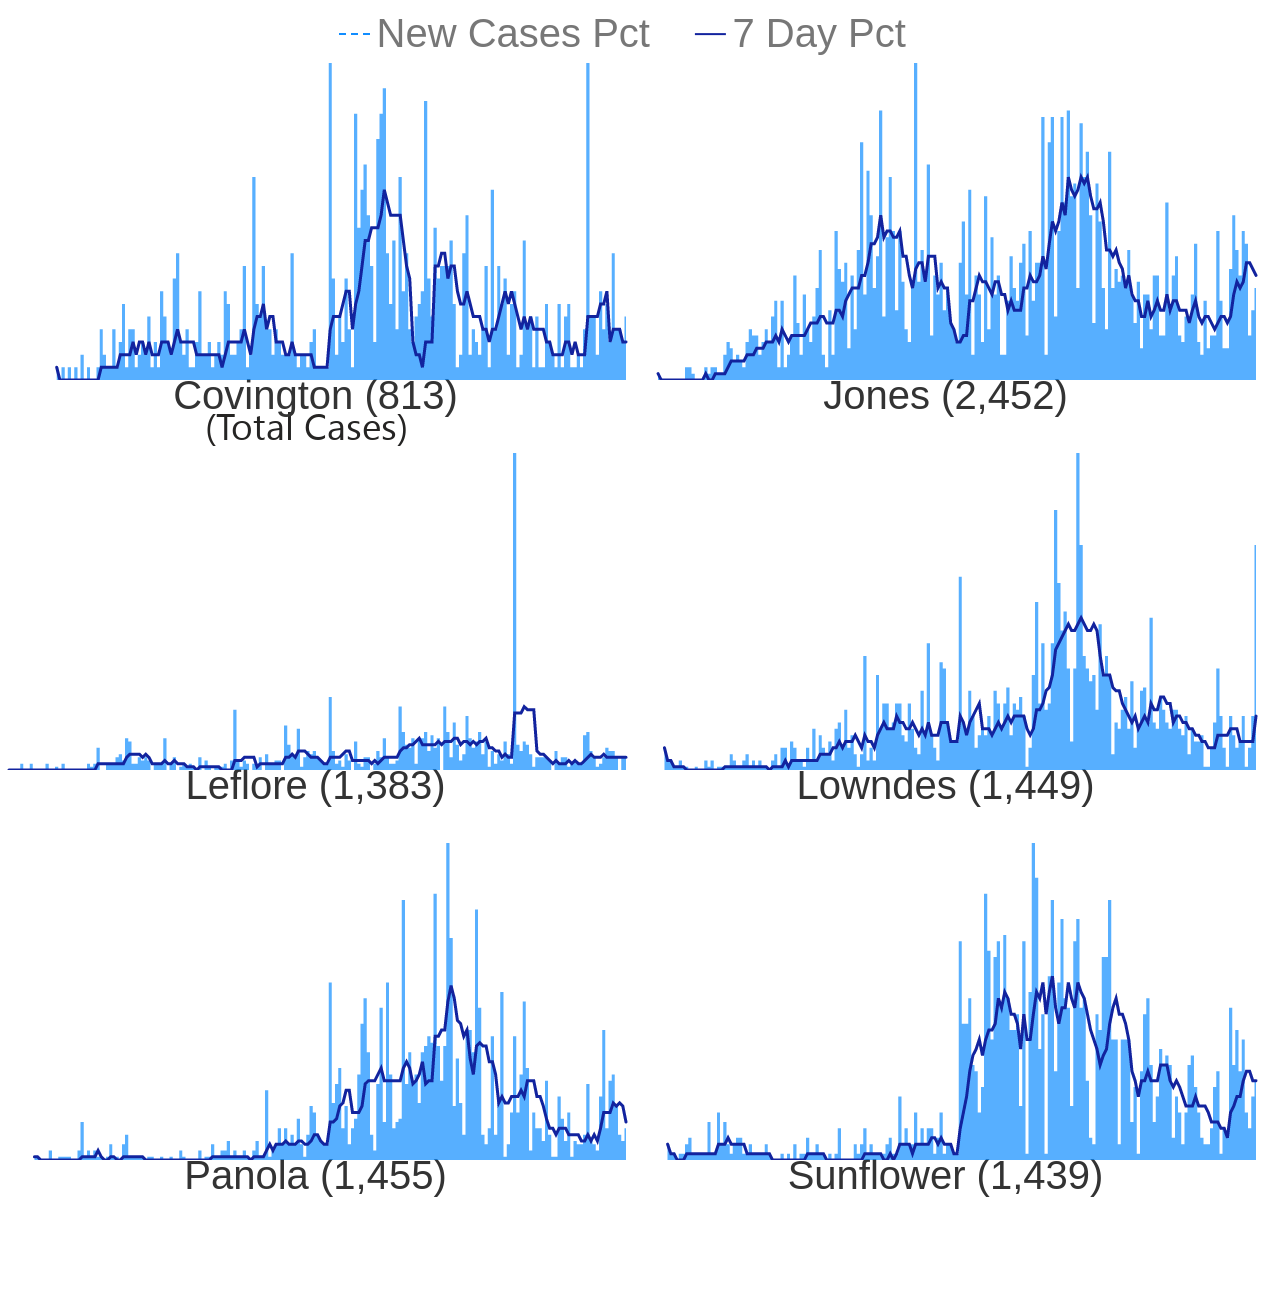 New Cases Pct 7 Day Pct
Covington (813) Jones (2,452)
(Total Cases)
Leflore (1,383) Lowndes (1,449)
Panola (1,455) Sunflower (1,439)